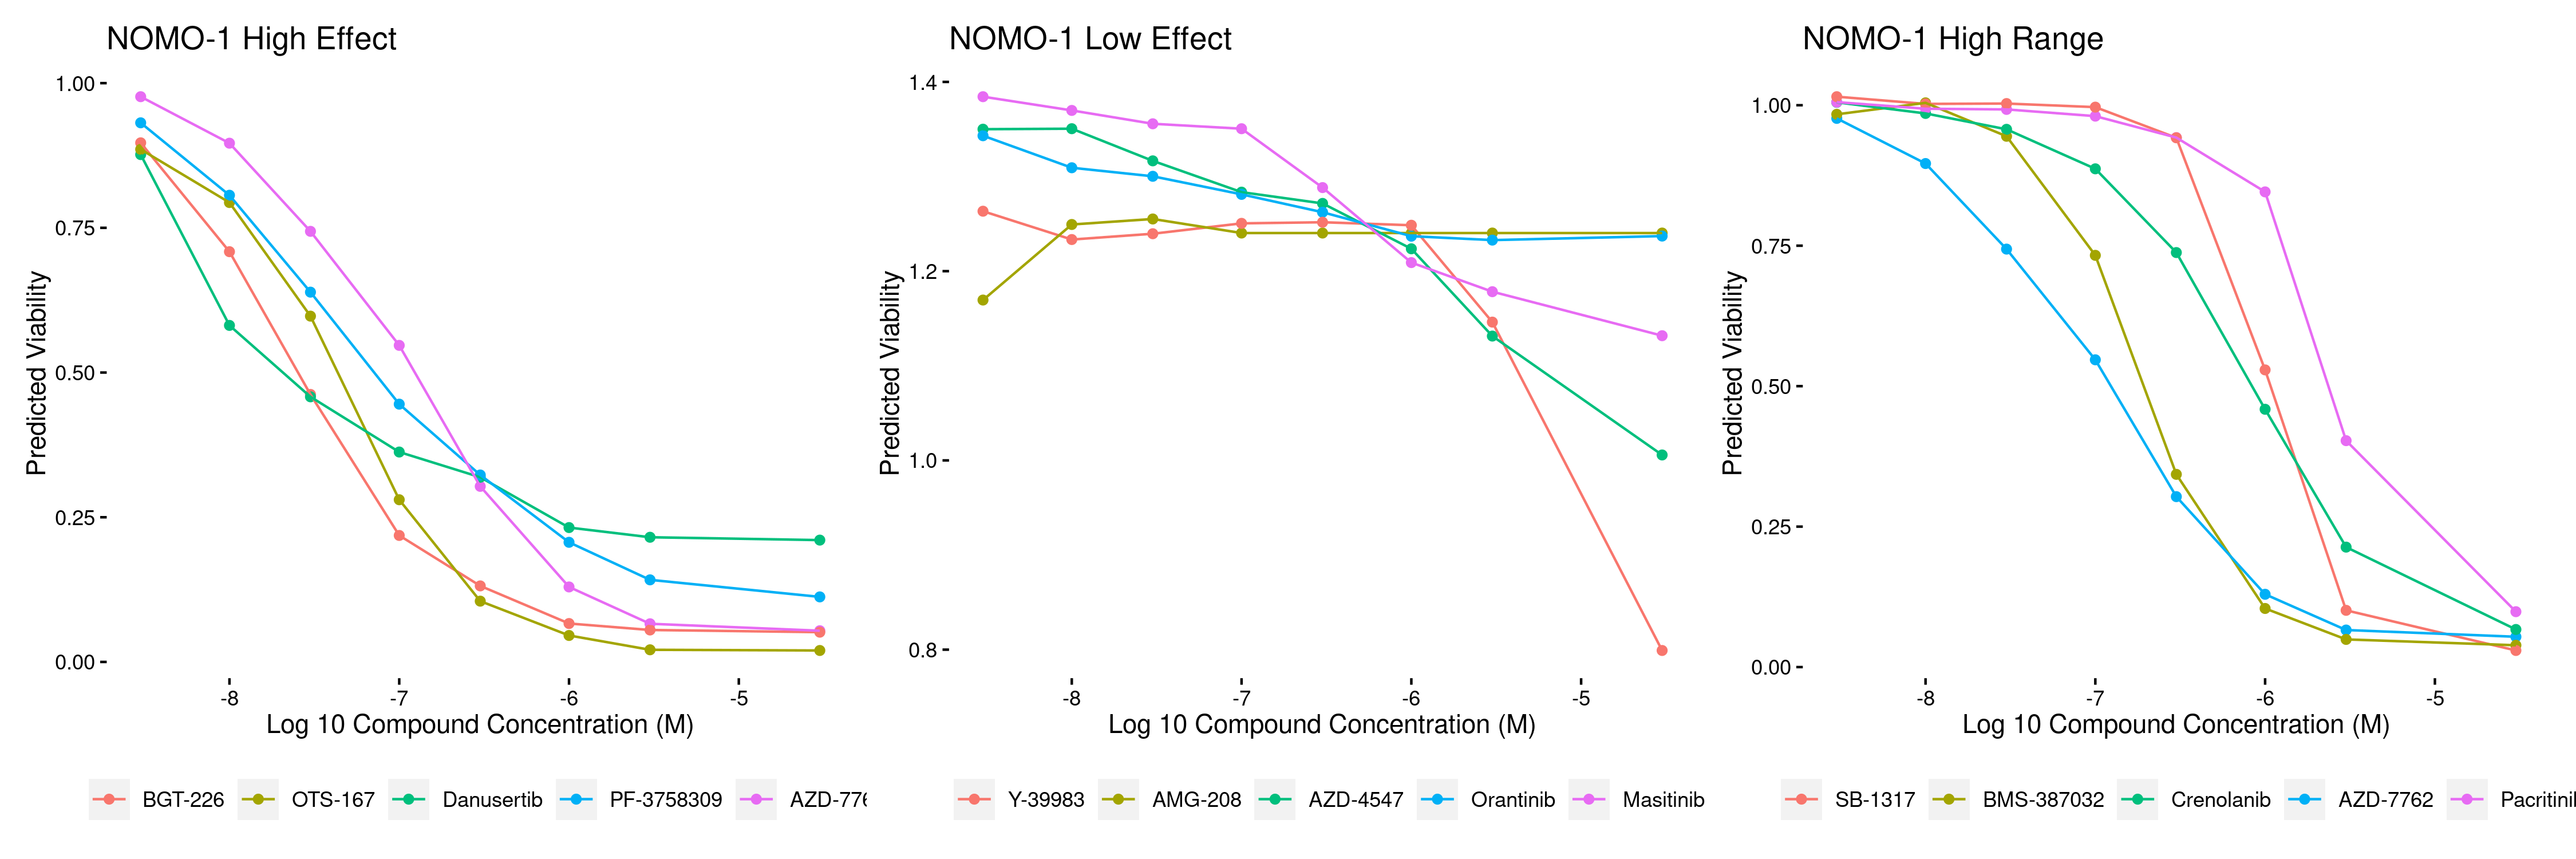 NOMO-1 High Effect
1.00
0.75
0.50
0.25
0.00
Predicted Viability
-8 -7 -6 -5
Log 10 Compound Concentration (M)
BGT-226 OTS-167 Danusertib PF-3758309 AZD-776
NOMO-1 Low Effect
1.4
1.2
1.0
0.8
Predicted Viability
-8 -7 -6 -5
Log 10 Compound Concentration (M)
Y-39983 AMG-208 AZD-4547 Orantinib Masitinib
NOMO-1 High Range
1.00
0.75
0.50
0.25
0.00
Predicted Viability
-8 -7 -6 -5
Log 10 Compound Concentration (M)
SB-1317 BMS-387032 Crenolanib AZD-7762 Pacritinib